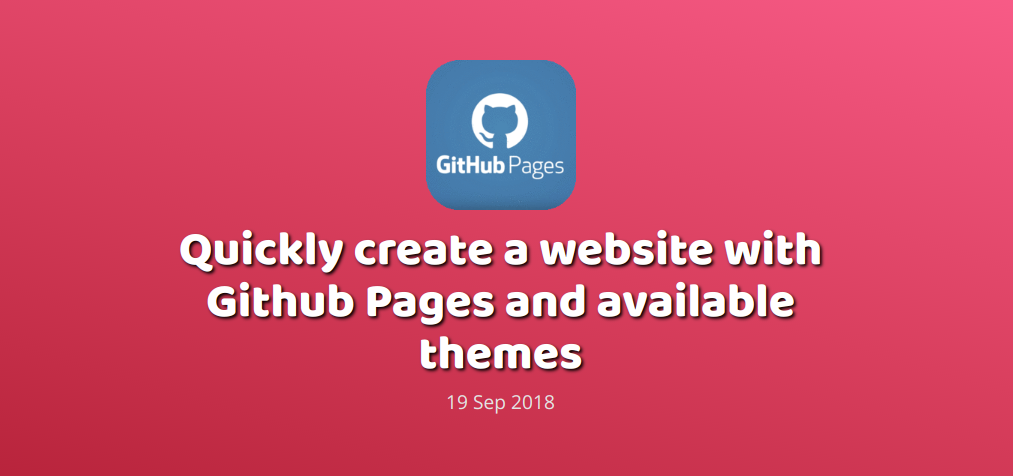 GitHub Pages
Quickly create a website with
Github Pages and available
themes
19 Sep 2018